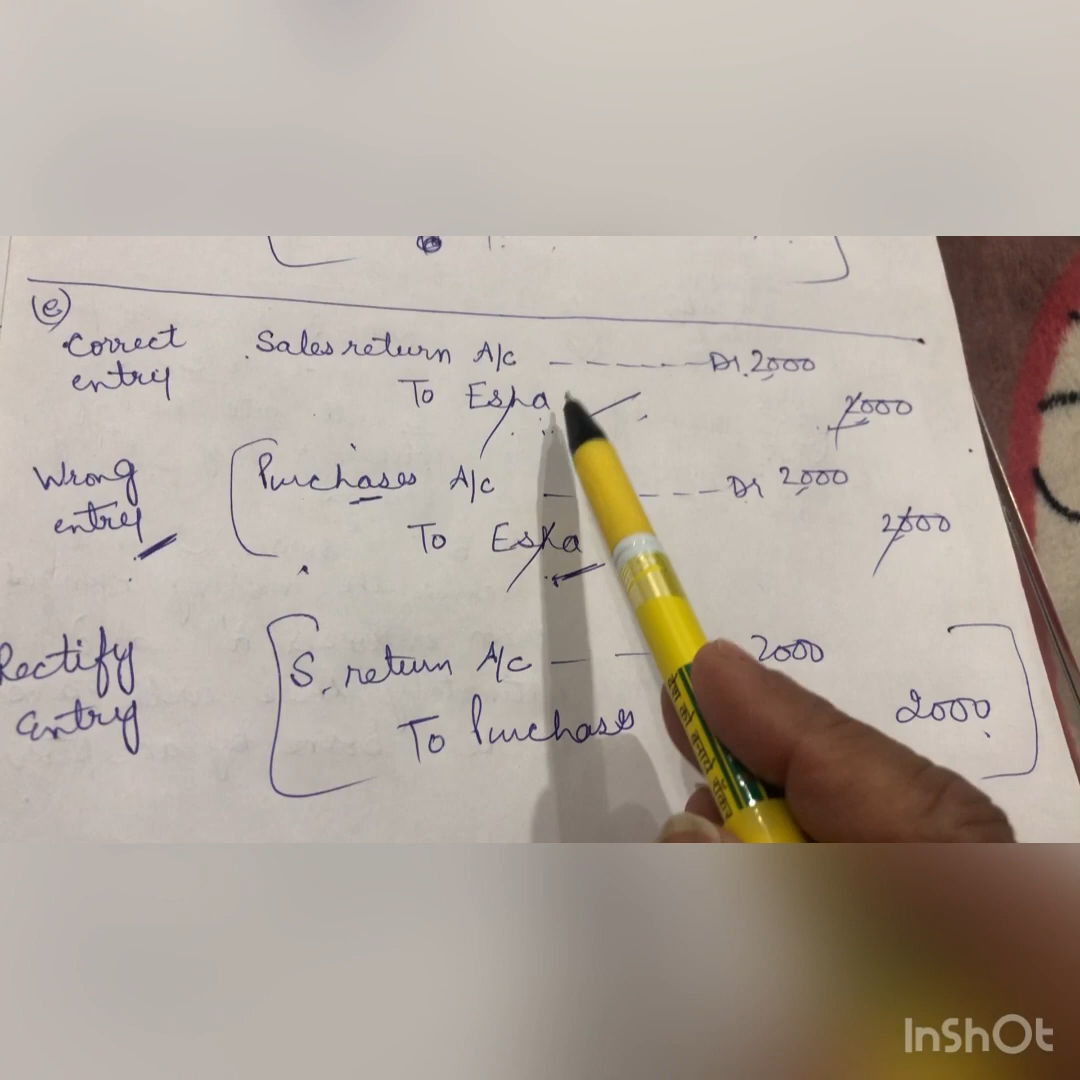 (e)
Correct entry Sales return A/c - - - - - - Dr. 2000
To Esha 2000
Wrong entry Purchases A/c - - - - Dr 2000
To Esha 2000
Rectify entry S. return A/c - - 2000
To Purchases 2000
InShOt